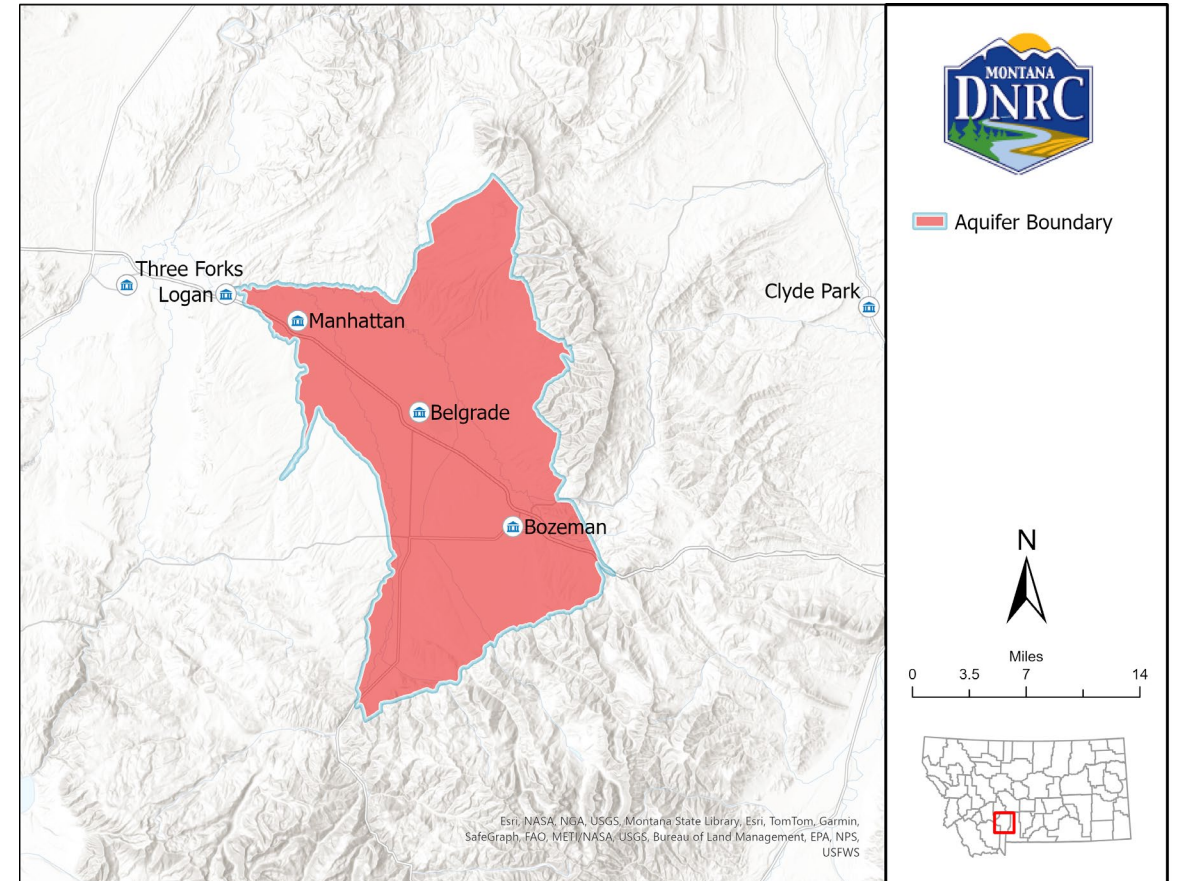 MONTANA
DNRC
Aquifer Boundary
Three Forks
Logan
Clyde Park
Manhattan
Belgrade
Bozeman
N
Miles
0 3.5 7 14
Esri, NASA, NGA, USGS, Montana State Library, Esri, TomTom, Garmin,
SafeGraph, FAO, METI/NASA, USGS, Bureau of Land Management, EPA, NPS,
USFWS